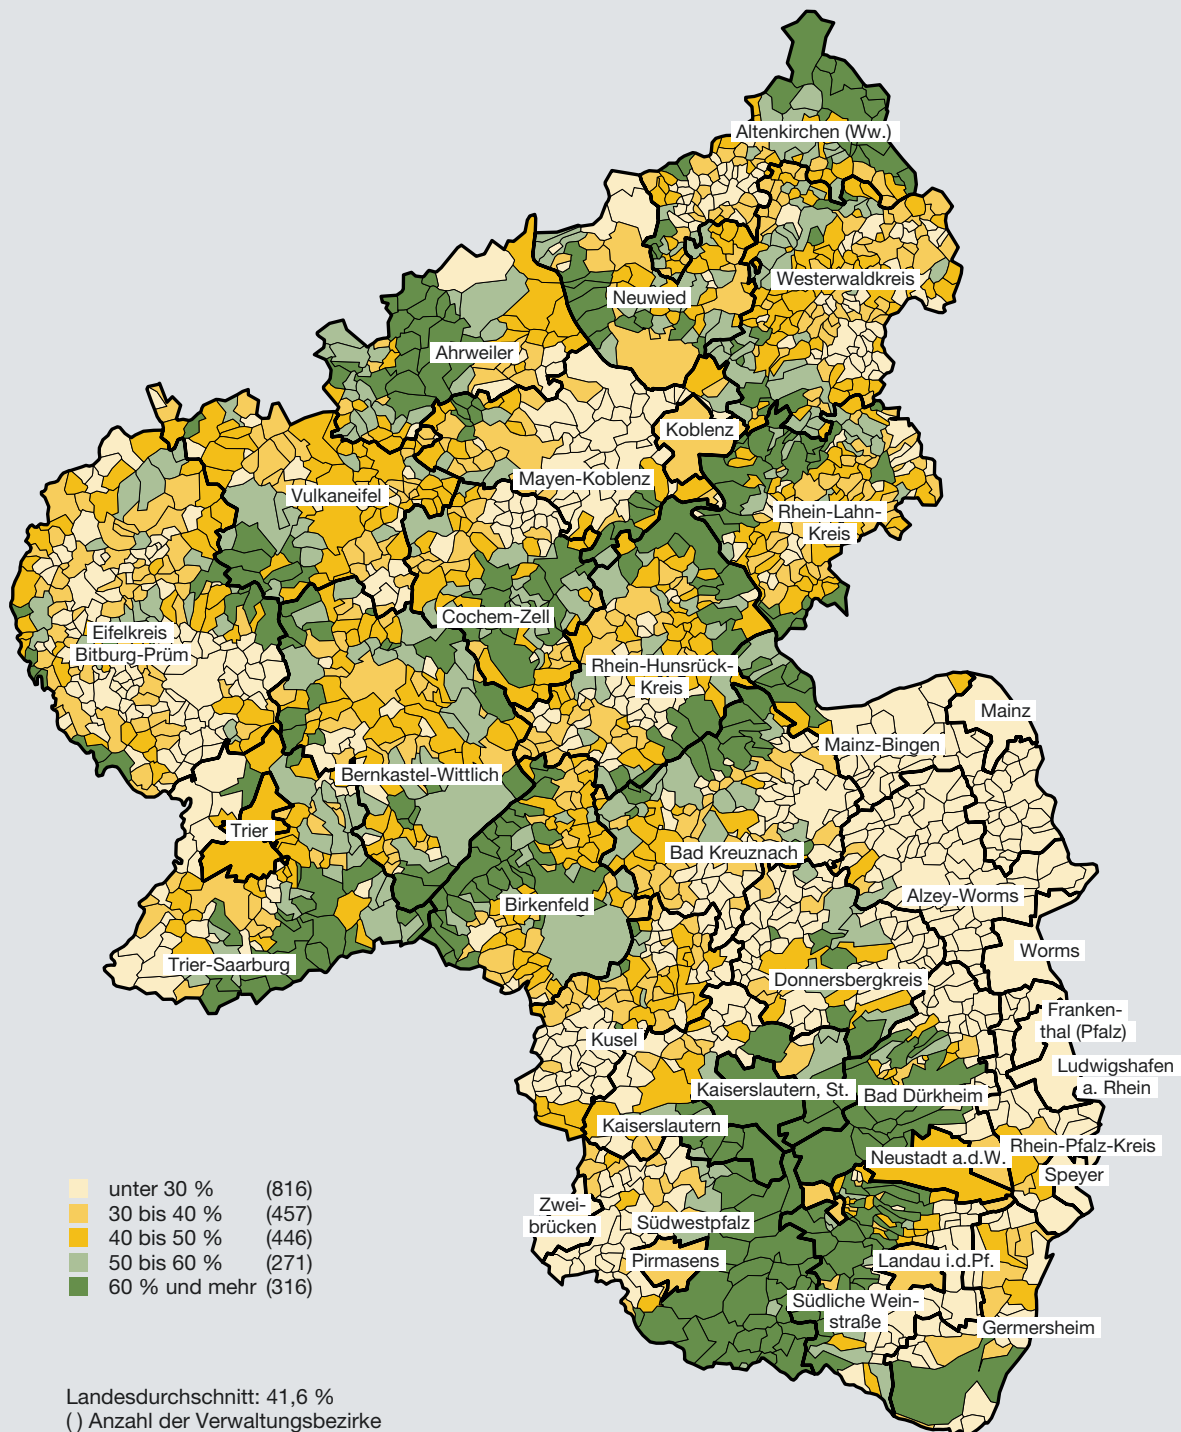 Altenkirchen (Ww.)
Westerwaldkreis
Neuwied
Ahrweiler
Koblenz
Mayen-Koblenz
Vulkaneifel
Rhein-Lahn-
Kreis
Cochem-Zell
Eifelkreis
Bitburg-Prüm
Rhein-Hunsrück-
Kreis
Mainz
Mainz-Bingen
Bernkastel-Wittlich
Trier
Bad Kreuznach
Alzey-Worms
Birkenfeld
Worms
Trier-Saarburg
Donnersbergkreis
Franken-
thal (Pfalz)
Kusel
Ludwigshafen
a. Rhein
Kaiserslautern, St.
Bad Dürkheim
Kaiserslautern
Rhein-Pfalz-Kreis
Neustadt a.d.W.
Speyer
Zwei-
brücken
Südwestpfalz
Pirmasens
Landau i.d.Pf.
Südliche Wein-
straße
Germersheim
unter 30 % (816)
30 bis 40 % (457)
40 bis 50 % (446)
50 bis 60 % (271)
60 % und mehr (316)
Landesdurchschnitt: 41,6 %
( ) Anzahl der Verwaltungsbezirke